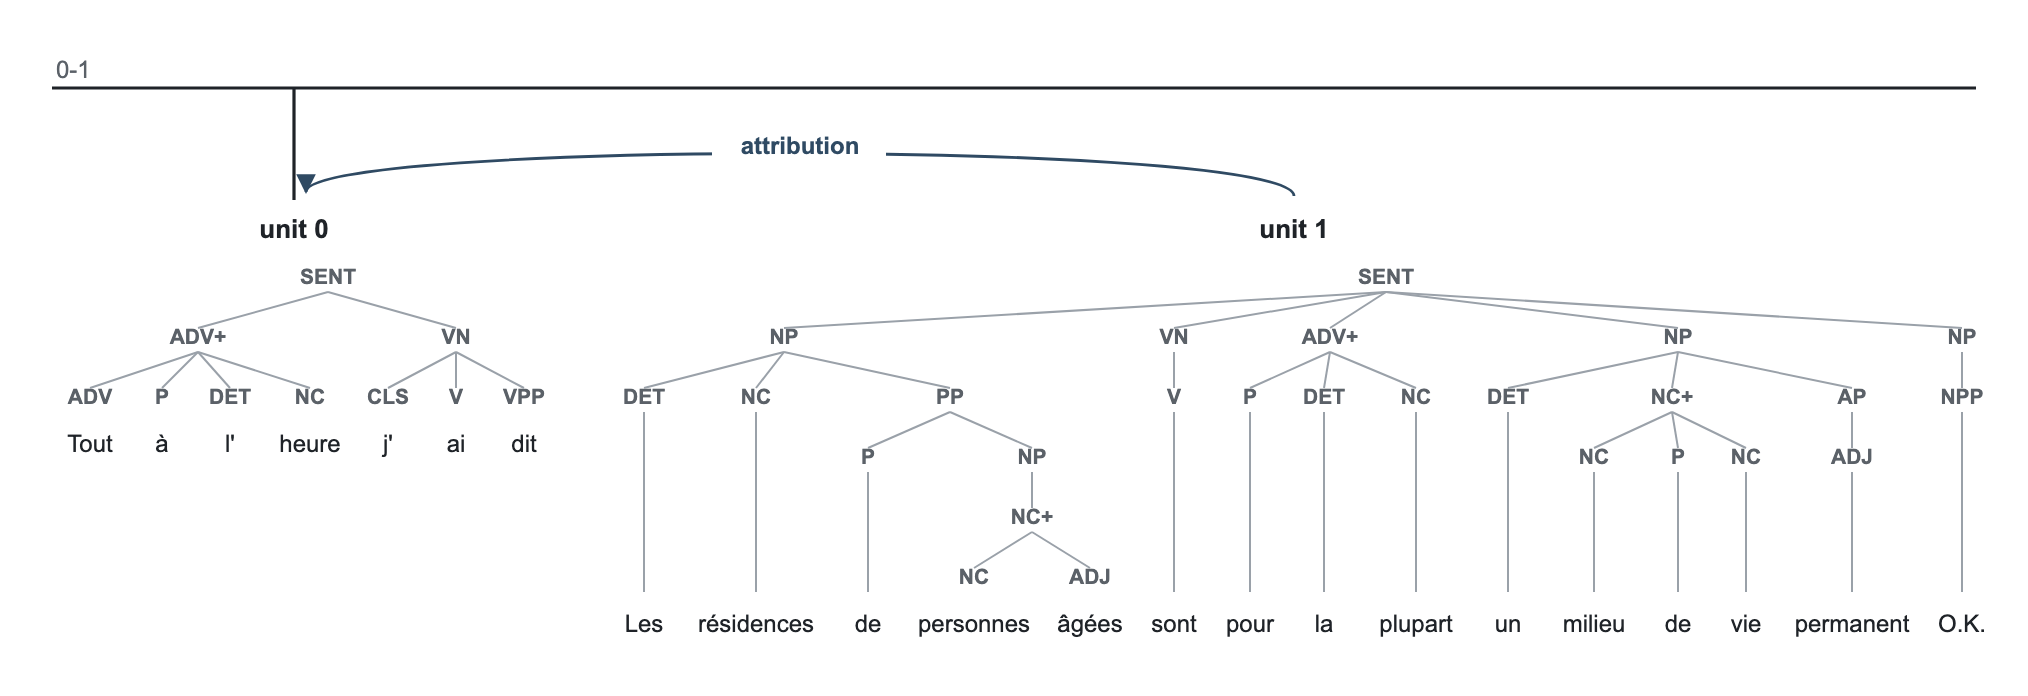 0-1
attribution
unit 0 unit 1
SENT SENT
ADV+ VN NP VN ADV+ NP NP
ADV P DET NC CLS V VPP DET NC PP V P DET NC DET NC+ AP NPP
Tout à l' heure j' ai dit
P NP NC P NC ADJ
NC+
NC ADJ
Les résidences de personnes âgées sont pour la plupart un milieu de vie permanent O.K.